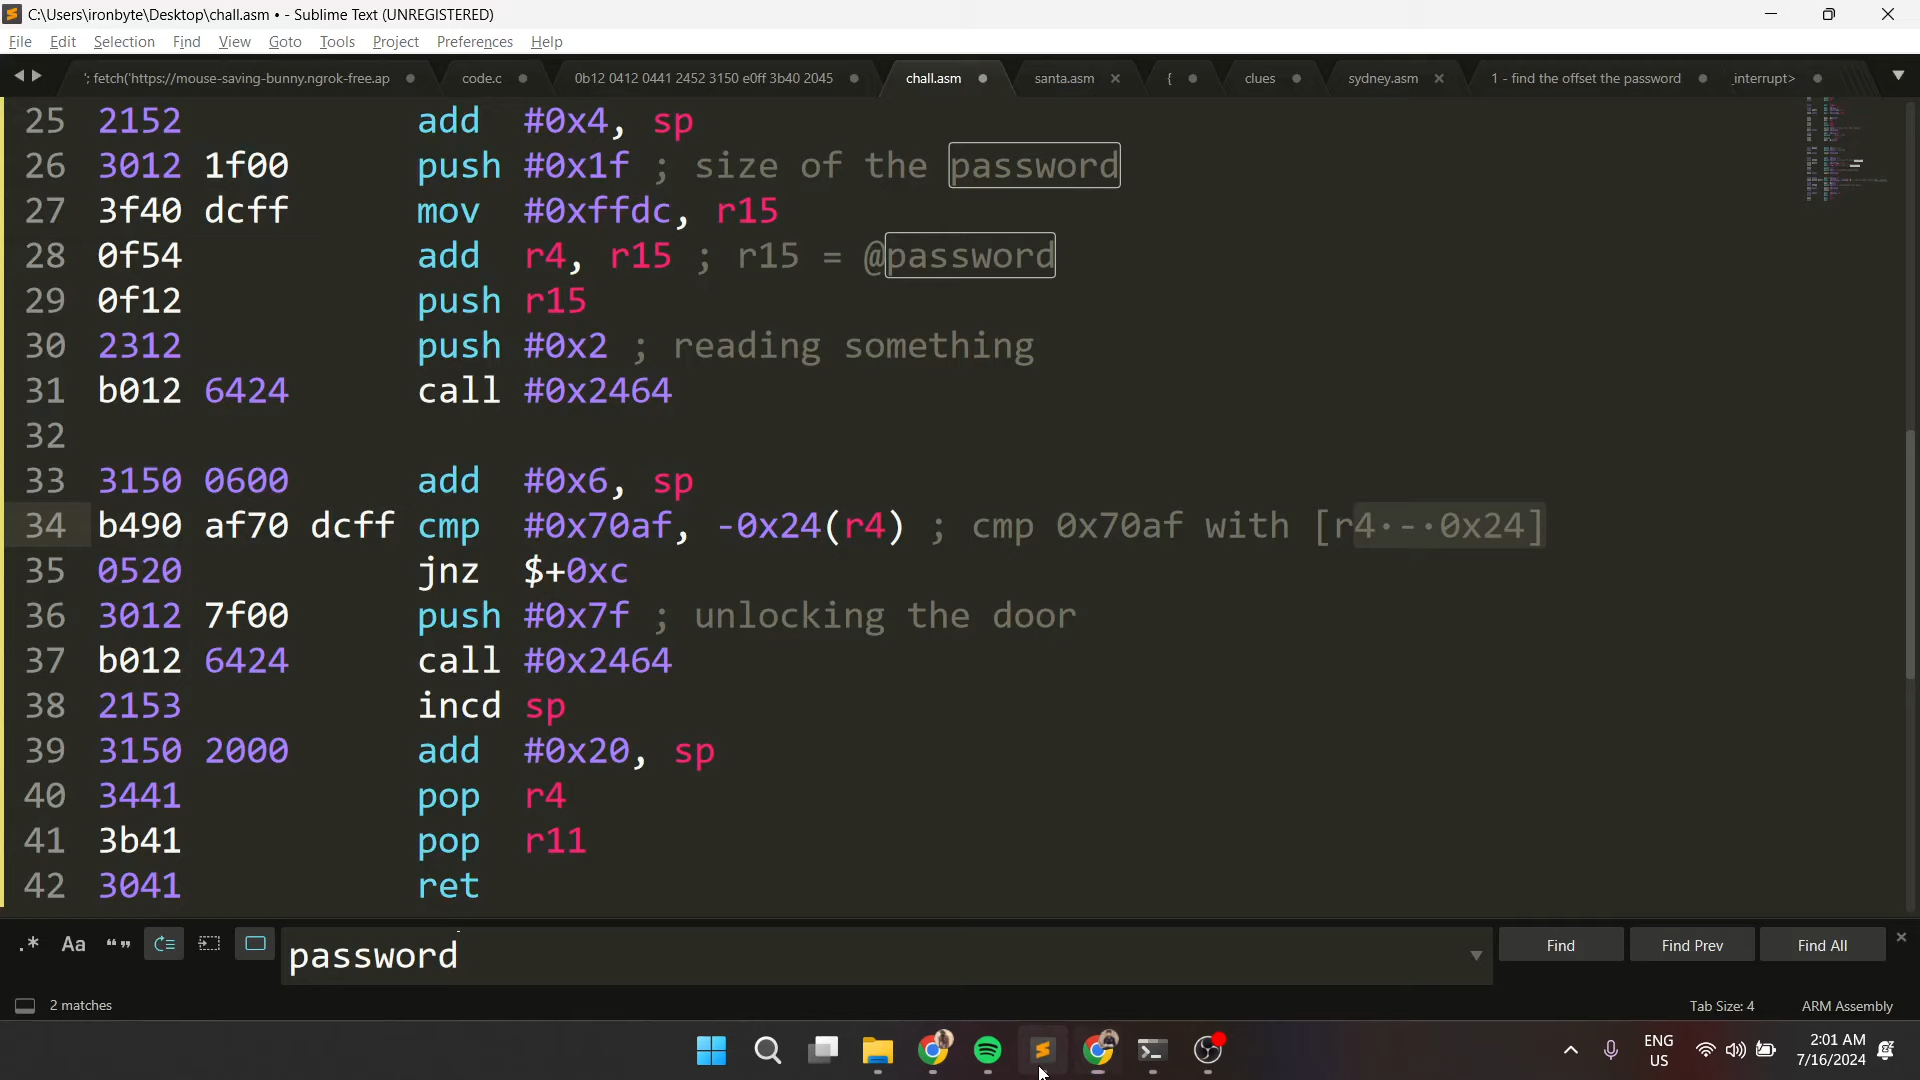 C:\Users\ironbyte\Desktop\chall.asm • - Sublime Text (UNREGISTERED)
File Edit Selection Find View Goto Tools Project Preferences Help
'; fetch('https://mouse-saving-bunny.ngrok-free.ap code.c 0b12 0412 0441 2452 3150 e0ff 3b40 2045 chall.asm santa.asm { clues sydney.asm 1 - find the offset the password _interrupt>
25 2152 add #0x4, sp
26 3012 1f00 push #0x1f ; size of the password
27 3f40 dcff mov #0xffdc, r15
28 0f54 add r4, r15 ; r15 = @password
29 0f12 push r15
30 2312 push #0x2 ; reading something
31 b012 6424 call #0x2464
32
33 3150 0600 add #0x6, sp
34 b490 af70 dcff cmp #0x70af, -0x24(r4) ; cmp 0x70af with [r4·-·0x24]
35 0520 jnz $+0xc
36 3012 7f00 push #0x7f ; unlocking the door
37 b012 6424 call #0x2464
38 2153 incd sp
39 3150 2000 add #0x20, sp
40 3441 pop r4
41 3b41 pop r11
42 3041 ret
.* Aa “” password Find Find Prev Find All
2 matches Tab Size: 4 ARM Assembly
ENG
US
2:01 AM
7/16/2024